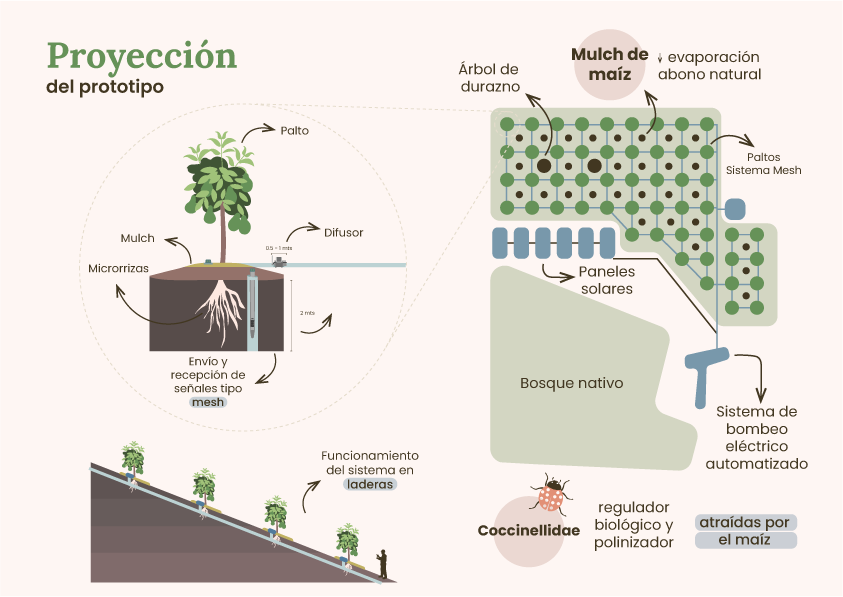 Proyección
del prototipo
Palto
Mulch
Difusor
0.5 - 1 mts
Microrrizas
2 mts
Envío y
recepción de
señales tipo
mesh
Funcionamiento
del sistema en
laderas
Árbol de
durazno
Mulch de
maíz
↓ evaporación
abono natural
Paltos
Sistema Mesh
Paneles
solares
Bosque nativo
Sistema de
bombeo
eléctrico
automatizado
Coccinellidae
regulador
biológico y
polinizador
atraídas por
el maíz